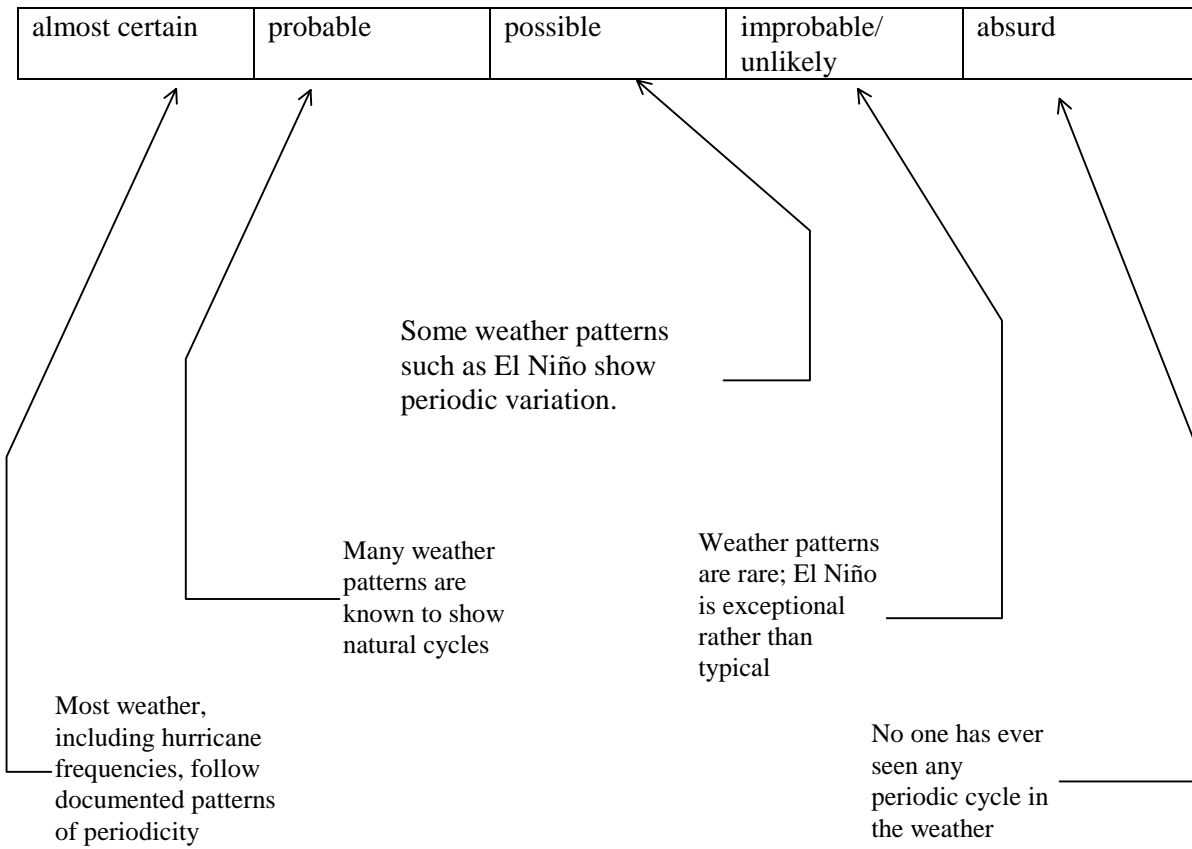 almost certain
probable
possible
improbable/
unlikely
absurd
Some weather patterns
such as El Niño show
periodic variation.
Many weather
patterns are
known to show
natural cycles
Weather patterns
are rare; El Niño
is exceptional
rather than
typical
Most weather,
including hurricane
frequencies, follow
documented patterns
of periodicity
No one has ever
seen any
periodic cycle in
the weather